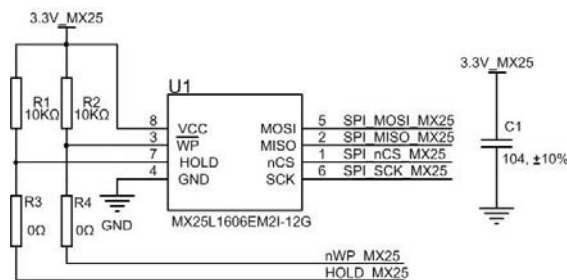 3.3V_MX25
R1
10KΩ
R2
10KΩ
U1
8 VCC MOSI 5 SPI_MOSI_MX25
3 WP MISO 2 SPI_MISO_MX25
7 HOLD nCS 1 SPI_nCS_MX25
4 GND SCK 6 SPI_SCK_MX25
MX25L1606EM2I-12G
GND
R3
0Ω
R4
0Ω
nWP_MX25
HOLD_MX25
3.3V_MX25
C1
104, ±10%